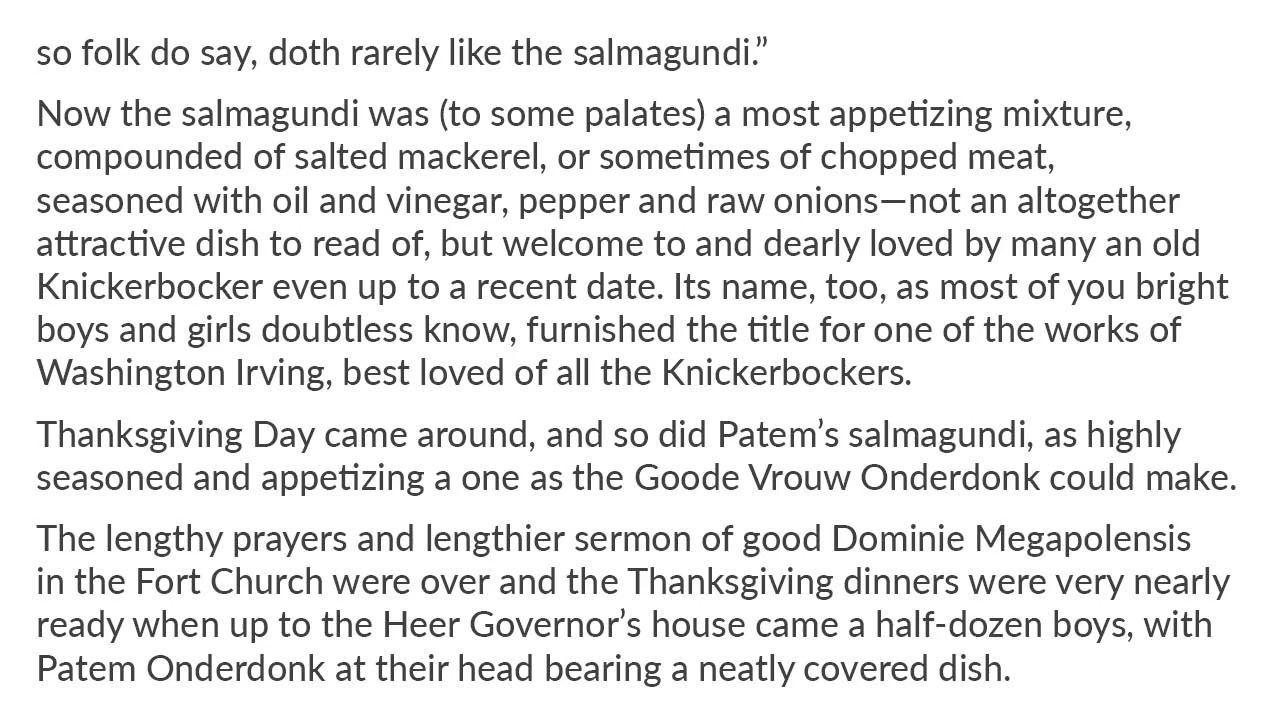 so folk do say, doth rarely like the salmagundi.”
Now the salmagundi was (to some palates) a most appetizing mixture,
compounded of salted mackerel, or sometimes of chopped meat,
seasoned with oil and vinegar, pepper and raw onions—not an altogether
attractive dish to read of, but welcome to and dearly loved by many an old
Knickerbocker even up to a recent date. Its name, too, as most of you bright
boys and girls doubtless know, furnished the title for one of the works of
Washington Irving, best loved of all the Knickerbockers.
Thanksgiving Day came around, and so did Patem’s salmagundi, as highly
seasoned and appetizing a one as the Goode Vrouw Onderdonk could make.
The lengthy prayers and lengthier sermon of good Dominie Megapolensis
in the Fort Church were over and the Thanksgiving dinners were very nearly
ready when up to the Heer Governor’s house came a half-dozen boys, with
Patem Onderdonk at their head bearing a neatly covered dish.